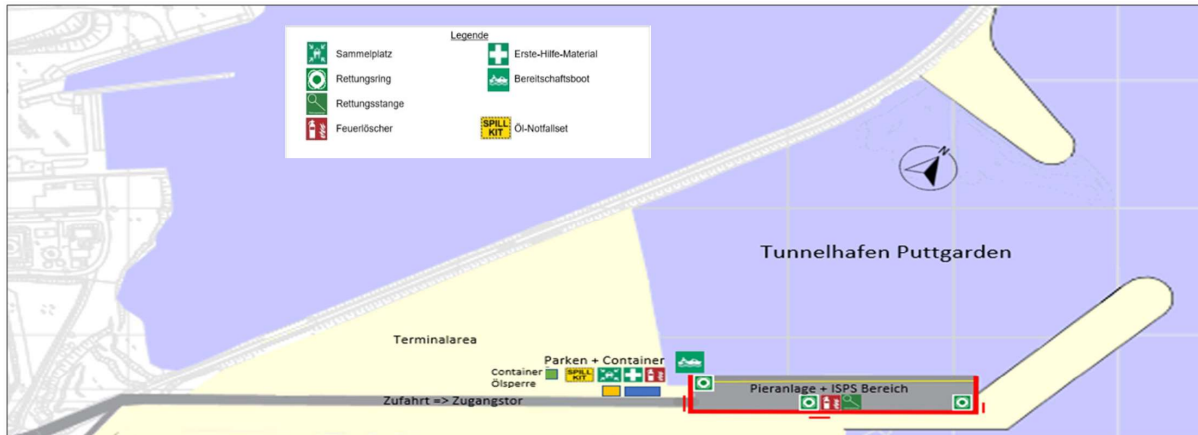 Legende
Sammelplatz
Erste-Hilfe-Material
Rettungsring
Bereitschaftsboot
Rettungsstange
Feuerlöscher
SPILL
KIT
Öl-Notfallset
N
Tunnelhafen Puttgarden
Terminalarea
Parken + Container
Container
Ölsperre
SPILL
KIT
Pieranlage + ISPS Bereich
Zufahrt => Zugangstor